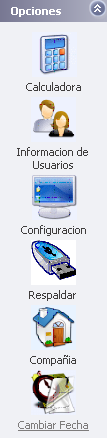 Opciones
Calculadora
Informacion de
Usuarios
Configuracion
Respaldar
Compañia
Cambiar Fecha